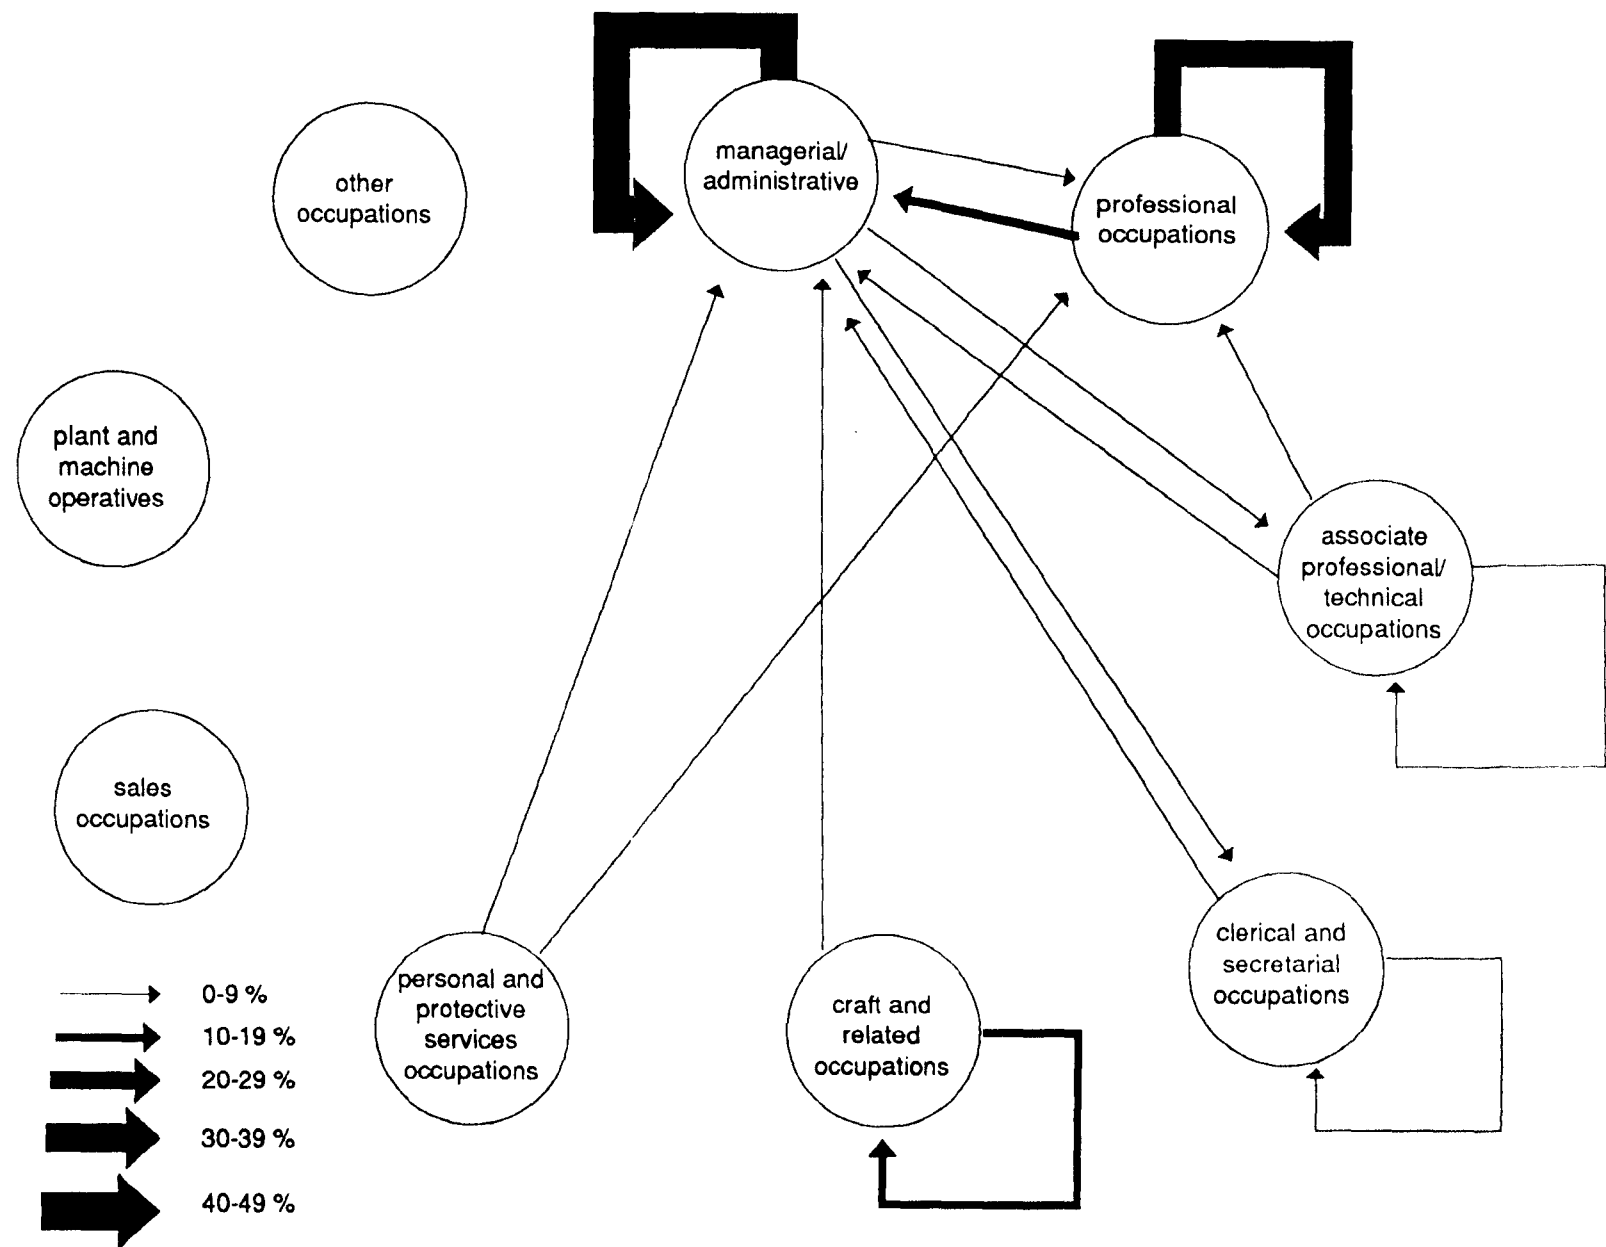 managerial/
administrative
other
occupations
professional
occupations
plant and
machine
operatives
associate
professional/
technical
occupations
sales
occupations
clerical and
secretarial
occupations
personal and
protective
services
occupations
craft and
related
occupations
0-9 %
10-19 %
20-29 %
30-39 %
40-49 %